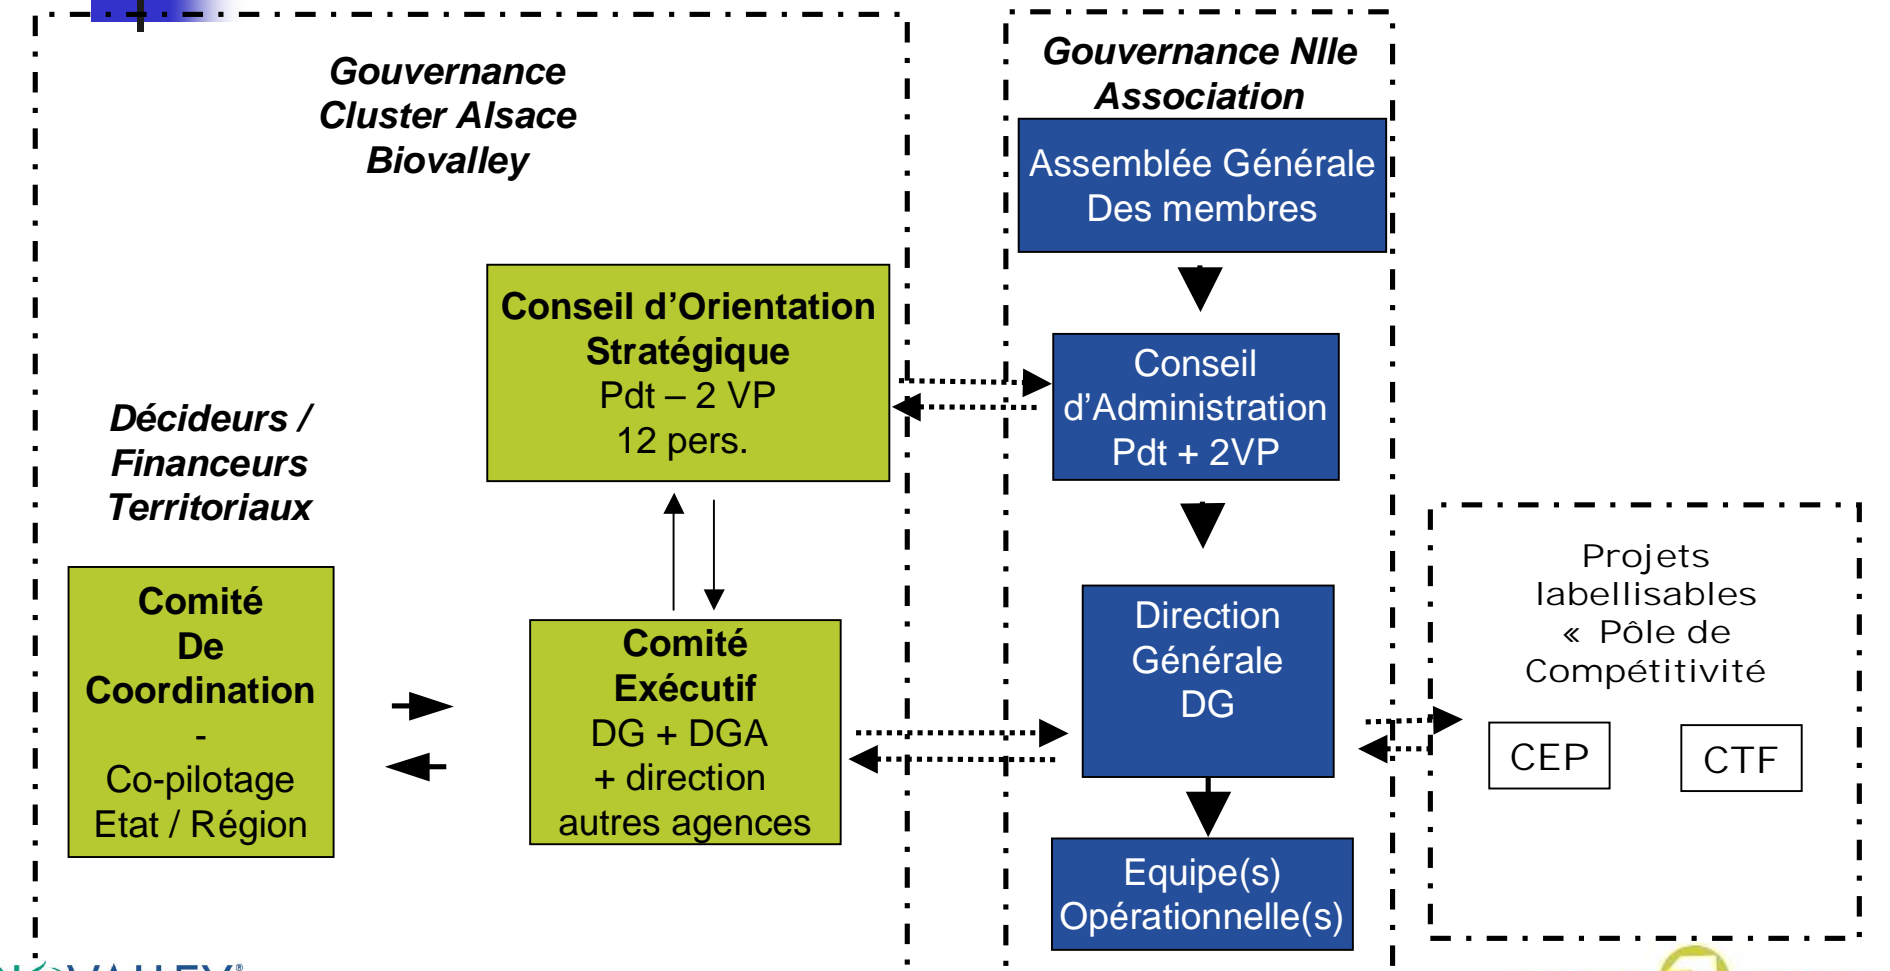 Gouvernance
Cluster Alsace
Biovalley
Gouvernance Nlle
Association
Assemblée Générale
Des membres
Conseil d’Orientation
Stratégique
Pdt – 2 VP
12 pers.
Conseil
d’Administration
Pdt + 2VP
Décideurs /
Financeurs
Territoriaux
Comité
De
Coordination
-
Co-pilotage
Etat / Région
Comité
Exécutif
DG + DGA
+ direction
autres agences
Direction
Générale
DG
Equipe(s)
Opérationnelle(s)
Projets
labellisables
« Pôle de
Compétitivité
CEP
CTF